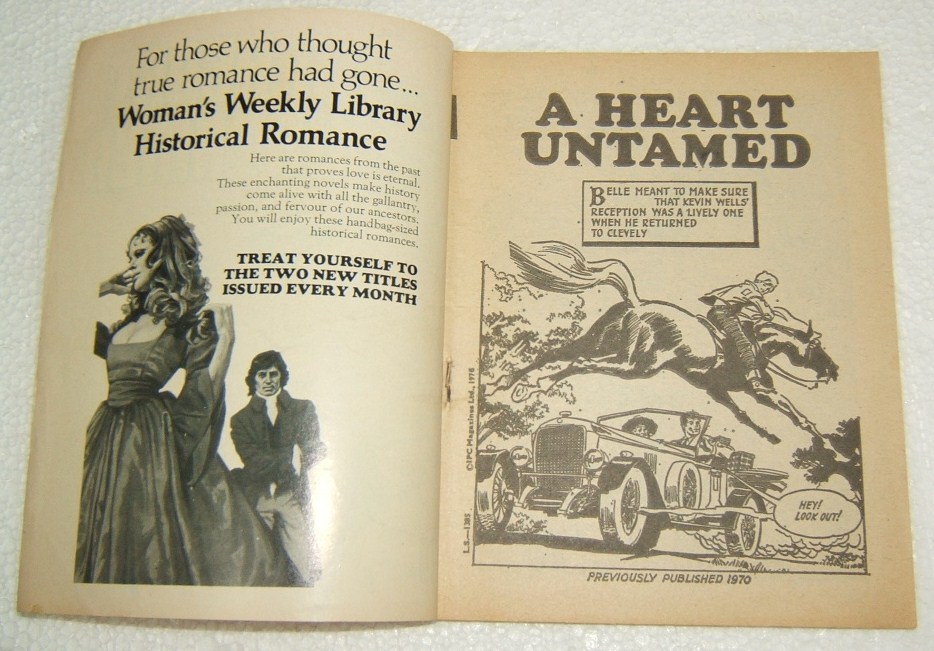 For those who thought
true romance had gone...
Woman's Weekly Library
Historical Romance
Here are romances from the past
that proves love is eternal.
These enchanting novels make history
come alive with all the gallantry,
passion, and fervour of our ancestors.
You will enjoy these handbag-sized
historical romances.
TREAT YOURSELF TO
THE TWO NEW TITLES
ISSUED EVERY MONTH
A HEART
UNTAMED
BELLE MEANT TO MAKE SURE
THAT KEVIN WELLS'
RECEPTION WAS A LIVELY ONE
WHEN HE RETURNED
TO CLEVELY
©IPC Magazines Ltd., 1978
HEY!
LOOK OUT!
PREVIOUSLY PUBLISHED 1970